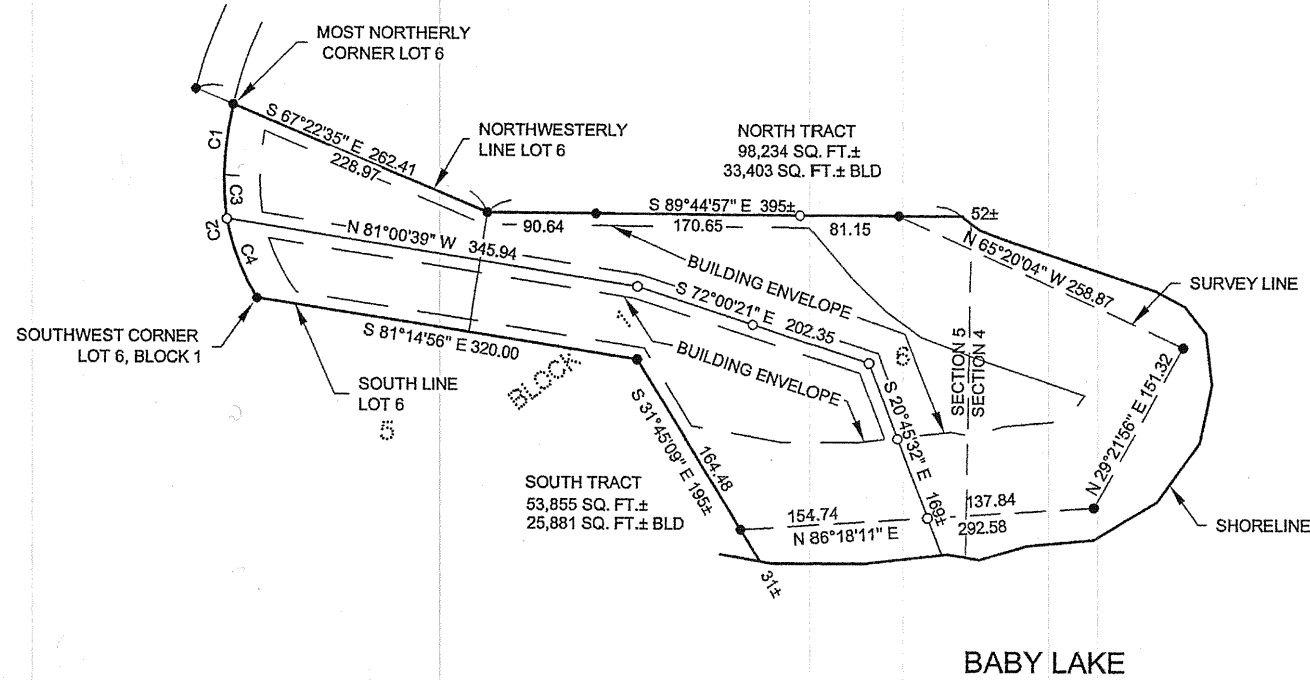 MOST NORTHERLY
CORNER LOT 6
S 67°22'35" E 262.41
228.97
NORTHWESTERLY
LINE LOT 6
NORTH TRACT
98,234 SQ. FT.±
33,403 SQ. FT.± BLD
C1
C3
C2
C4
S 89°44'57" E 395±
90.64
170.65
81.15
52±
N 81°00'39" W 345.94
BUILDING ENVELOPE
N 65°20'04" W 258.87
SURVEY LINE
S 72°00'21" E 202.35
SOUTHWEST CORNER
LOT 6, BLOCK 1
S 81°14'56" E 320.00
SOUTH LINE
LOT 6
5
BLOCK
1
BUILDING ENVELOPE
6
SECTION 5
SECTION 4
S 20°45'32" E 169±
N 29°21'56" E 151.32
S 31°45'09" E 195±
164.48
SOUTH TRACT
53,855 SQ. FT.±
25,881 SQ. FT.± BLD
154.74
137.84
N 86°18'11" E
292.58
SHORELINE
31±
BABY LAKE